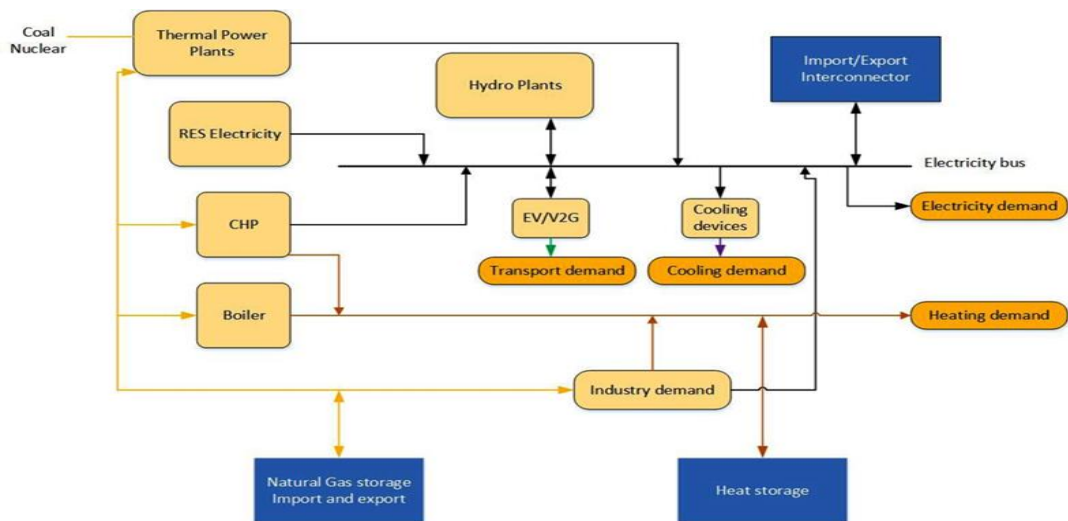 Coal
Nuclear
Thermal Power
Plants
Hydro Plants
Import/Export
Interconnector
RES Electricity
Electricity bus
CHP
EV/V2G
Cooling
devices
Electricity demand
Transport demand
Cooling demand
Boiler
Heating demand
Industry demand
Natural Gas storage
Import and export
Heat storage